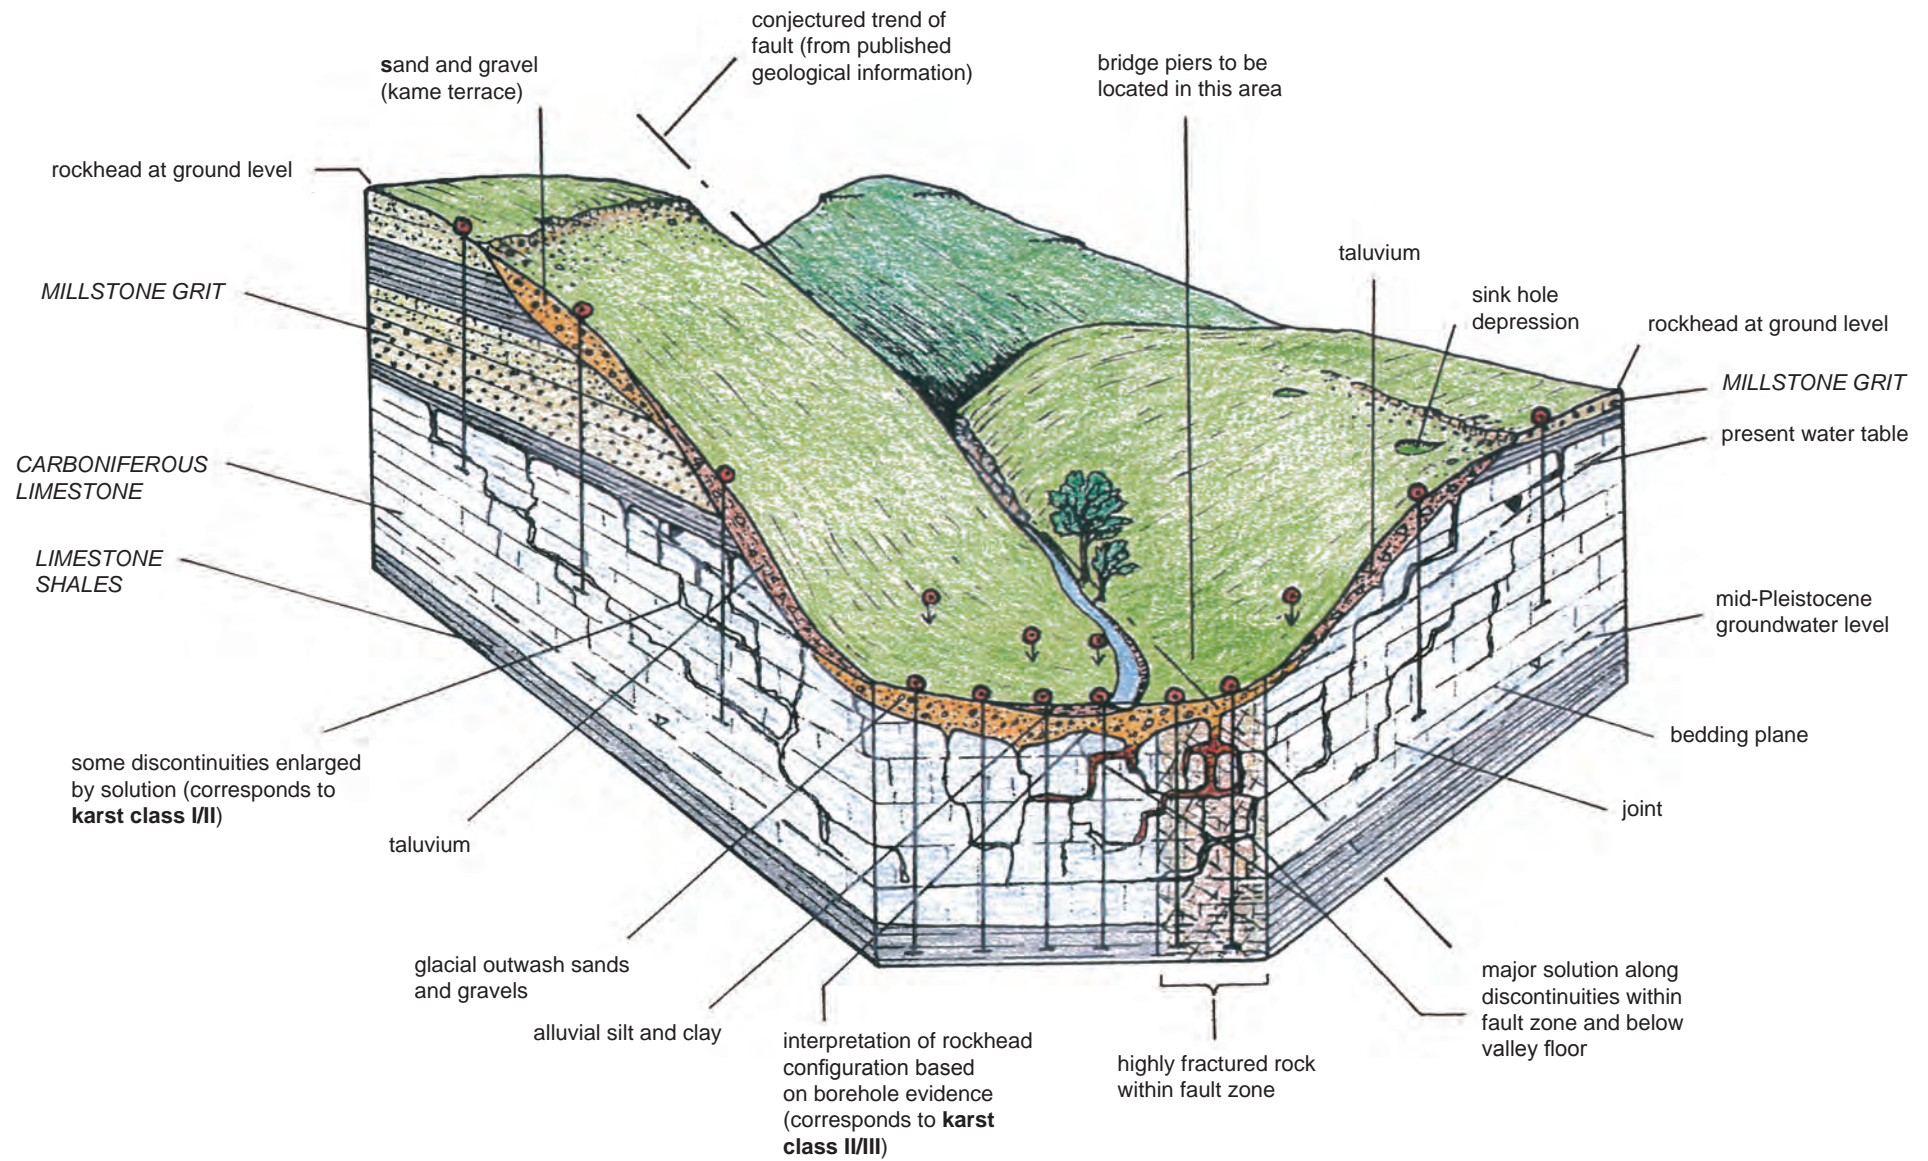 conjectured trend of
fault (from published
geological information)
sand and gravel
(kame terrace)
bridge piers to be
located in this area
rockhead at ground level
taluvium
MILLSTONE GRIT
sink hole
depression
rockhead at ground level
MILLSTONE GRIT
present water table
CARBONIFEROUS
LIMESTONE
LIMESTONE
SHALES
mid-Pleistocene
groundwater level
bedding plane
some discontinuities enlarged
by solution (corresponds to
karst class I/II)
joint
taluvium
glacial outwash sands
and gravels
alluvial silt and clay
interpretation of rockhead
configuration based
on borehole evidence
(corresponds to karst
class II/III)
highly fractured rock
within fault zone
major solution along
discontinuities within
fault zone and below
valley floor